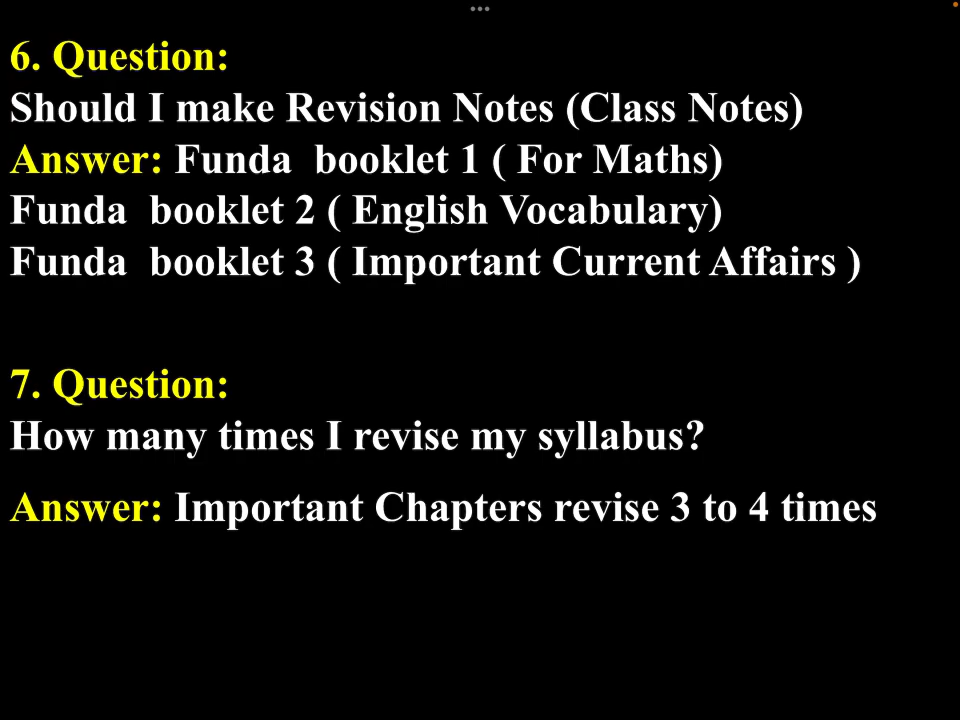 6. Question:
Should I make Revision Notes (Class Notes)
Answer: Funda  booklet 1 ( For Maths)
Funda  booklet 2 ( English Vocabulary)
Funda  booklet 3 ( Important Current Affairs )
7. Question:
How many times I revise my syllabus?
Answer: Important Chapters revise 3 to 4 times